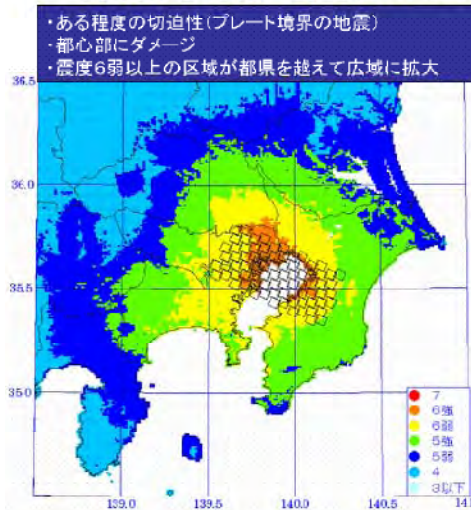 ・ある程度の切迫性(プレート境界の地震)
・都心部にダメージ
・震度6弱以上の区域が都県を越えて広域に拡大
36.5
36.0
35.5
35.0
7
6強
6弱
5強
5弱
4
3以下
139.0
139.5
140.0
140.5
14